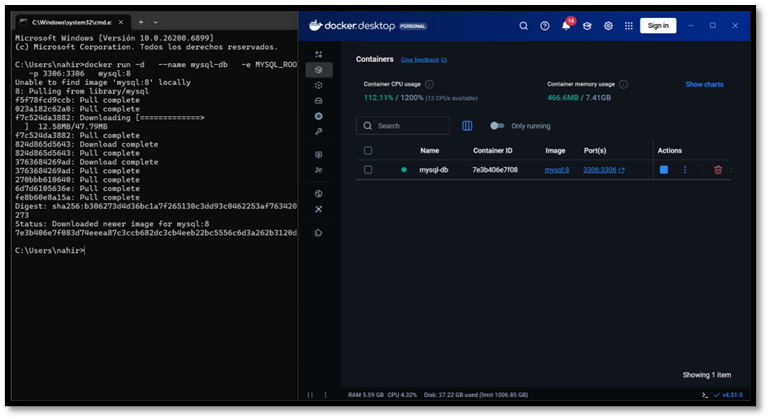 C:\Windows\system32\cmd.e
Microsoft Windows [Versión 10.0.26200.6899]
(c) Microsoft Corporation. Todos los derechos reservados.
C:\Users\nahir>docker run -d --name mysql-db -e MYSQL_ROO
-p 3306:3306 mysql:8
Unable to find image 'mysql:8' locally
8: Pulling from library/mysql
f5f78fcd9ccb: Pull complete
023a182c62a0: Pull complete
f7c524da3882: Downloading [=============>
] 12.58MB/47.79MB
f7c524da3882: Pull complete
824d865d5643: Download complete
824d865d5643: Pull complete
3763684269ad: Download complete
3763684269ad: Pull complete
270bbb610640: Pull complete
6d7d6105636e: Pull complete
fe8b60e8a15a: Pull complete
Digest: sha256:b306273d4d36bc1a7f265130c3dd93c0462253af763420
273
Status: Downloaded newer image for mysql:8
7e3b406e7f083d74eeea87c3ccb682dc3cb4eeb22bc5556c6d3a262b3120d
C:\Users\nahir>
docker.desktop PERSONAL
13
Sign in
Containers Give feedback
Container CPU usage
112.11% / 1200% (12 CPUs available)
Container memory usage
466.6MB / 7.41GB
Show charts
Search
Only running
Name Container ID Image Port(s) Actions
mysql-db 7e3b406e7f08 mysql:8 3306:3306
Showing 1 item
RAM 5.59 GB CPU 4.32% Disk: 27.22 GB used (limit 1006.85 GB)
v4.51.0